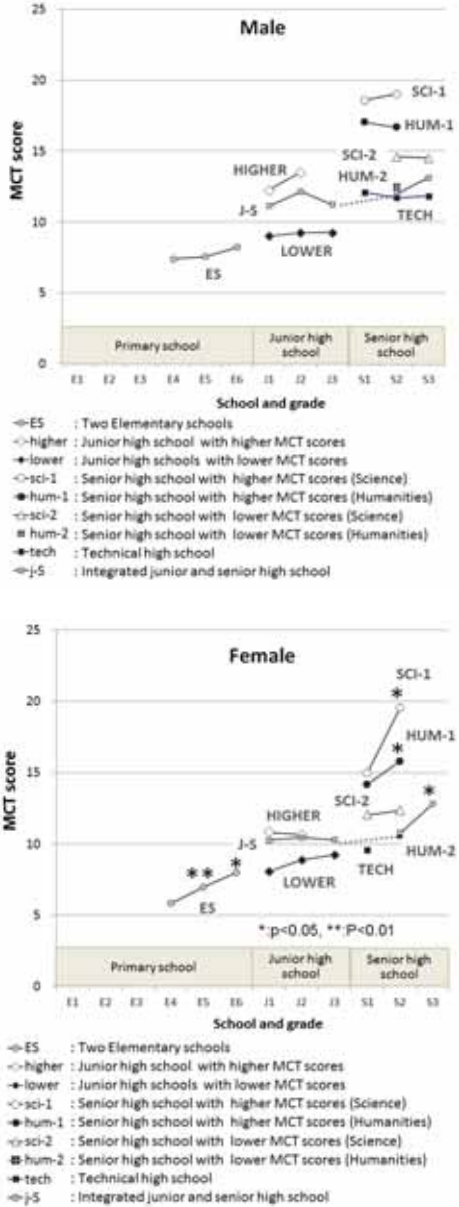 25
Male
20
SCI-1
HUM-1
15
SCI-2
HIGHER
HUM-2
J-S
10
TECH
LOWER
ES
5
0
MCT score
Primary school
Junior high
school
Senior high
school
E1 E2 E3 E4 E5 E6 J1 J2 J3 S1 S2 S3
School and grade
ES : Two Elementary schools
higher : Junior high school with higher MCT scores
lower : Junior high schools with lower MCT scores
sci-1 : Senior high school with higher MCT scores (Science)
hum-1 : Senior high school with higher MCT scores (Humanities)
sci-2 : Senior high school with lower MCT scores (Science)
hum-2 : Senior high school with lower MCT scores (Humanities)
tech : Technical high school
j-S : Integrated junior and senior high school
25
Female
SCI-1
20
*
HUM-1
*
15
SCI-2
*
HIGHER
J-S
10
HUM-2
TECH
LOWER
** *
ES
*:p<0.05, **:P<0.01
5
0
MCT score
Primary school
Junior high
school
Senior high
school
E1 E2 E3 E4 E5 E6 J1 J2 J3 S1 S2 S3
School and grade
ES : Two Elementary schools
higher : Junior high school with higher MCT scores
lower : Junior high schools with lower MCT scores
sci-1 : Senior high school with higher MCT scores (Science)
hum-1 : Senior high school with higher MCT scores (Humanities)
sci-2 : Senior high school with lower MCT scores (Science)
hum-2 : Senior high school with lower MCT scores (Humanities)
tech : Technical high school
j-S : Integrated junior and senior high school